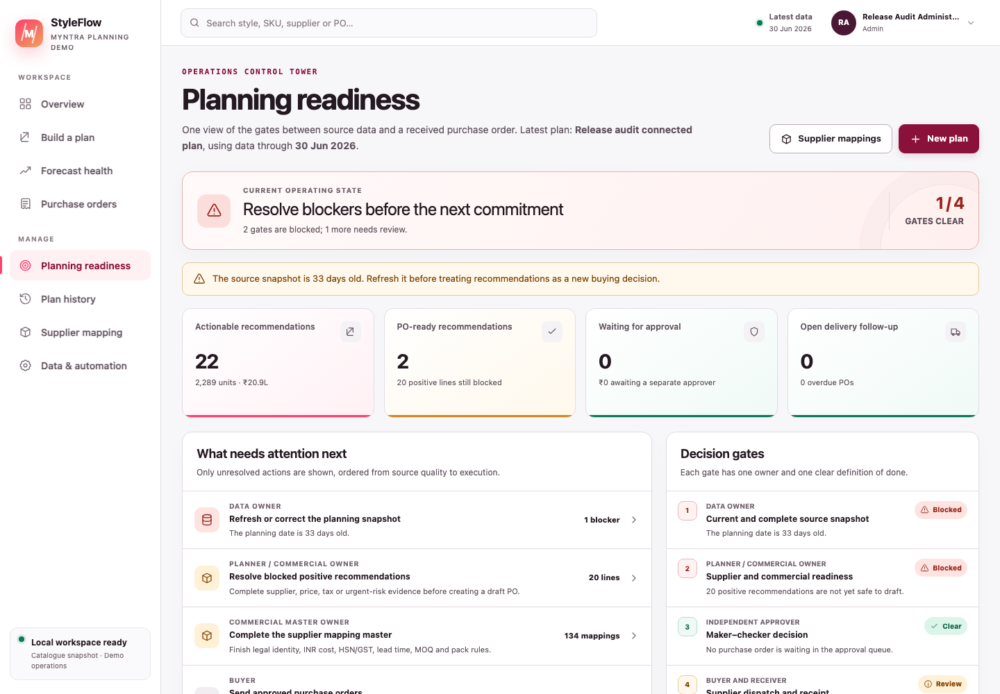 StyleFlow
MYNTRA PLANNING
DEMO
WORKSPACE
Overview
Build a plan
Forecast health
Purchase orders
MANAGE
Planning readiness
Plan history
Supplier mapping
Data & automation
Local workspace ready
Catalogue snapshot · Demo
operations
Search style, SKU, supplier or PO...
Latest data
30 Jun 2026
RA
Release Audit Administ...
Admin
OPERATIONS CONTROL TOWER
Planning readiness
One view of the gates between source data and a received purchase order. Latest plan: Release audit connected
plan, using data through 30 Jun 2026.
Supplier mappings
New plan
CURRENT OPERATING STATE
Resolve blockers before the next commitment
2 gates are blocked; 1 more needs review.
1/4
GATES CLEAR
The source snapshot is 33 days old. Refresh it before treating recommendations as a new buying decision.
Actionable recommendations
22
2,289 units · ₹20.9L
PO-ready recommendations
2
20 positive lines still blocked
Waiting for approval
0
₹0 awaiting a separate approver
Open delivery follow-up
0
0 overdue POs
What needs attention next
Only unresolved actions are shown, ordered from source quality to execution.
DATA OWNER
Refresh or correct the planning snapshot
The planning date is 33 days old.
1 blocker
PLANNER / COMMERCIAL OWNER
Resolve blocked positive recommendations
Complete supplier, price, tax or urgent-risk evidence before creating a draft PO.
20 lines
COMMERCIAL MASTER OWNER
Complete the supplier mapping master
Finish legal identity, INR cost, HSN/GST, lead time, MOQ and pack rules.
134 mappings
BUYER
Send approved purchase orders
Decision gates
Each gate has one owner and one clear definition of done.
1
DATA OWNER
Current and complete source snapshot
The planning date is 33 days old.
Blocked
2
PLANNER / COMMERCIAL OWNER
Supplier and commercial readiness
20 positive recommendations are not yet safe to draft.
Blocked
3
INDEPENDENT APPROVER
Maker–checker decision
No purchase order is waiting in the approval queue.
Clear
4
BUYER AND RECEIVER
Supplier dispatch and receipt
Review